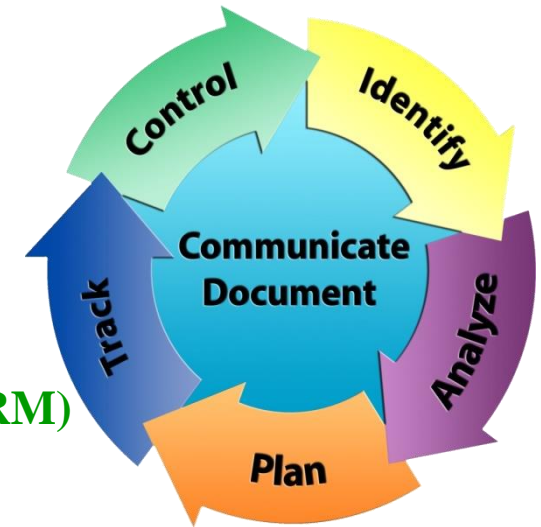 Identify
Analyze
Plan
Track
Control
Communicate
Document
RM)